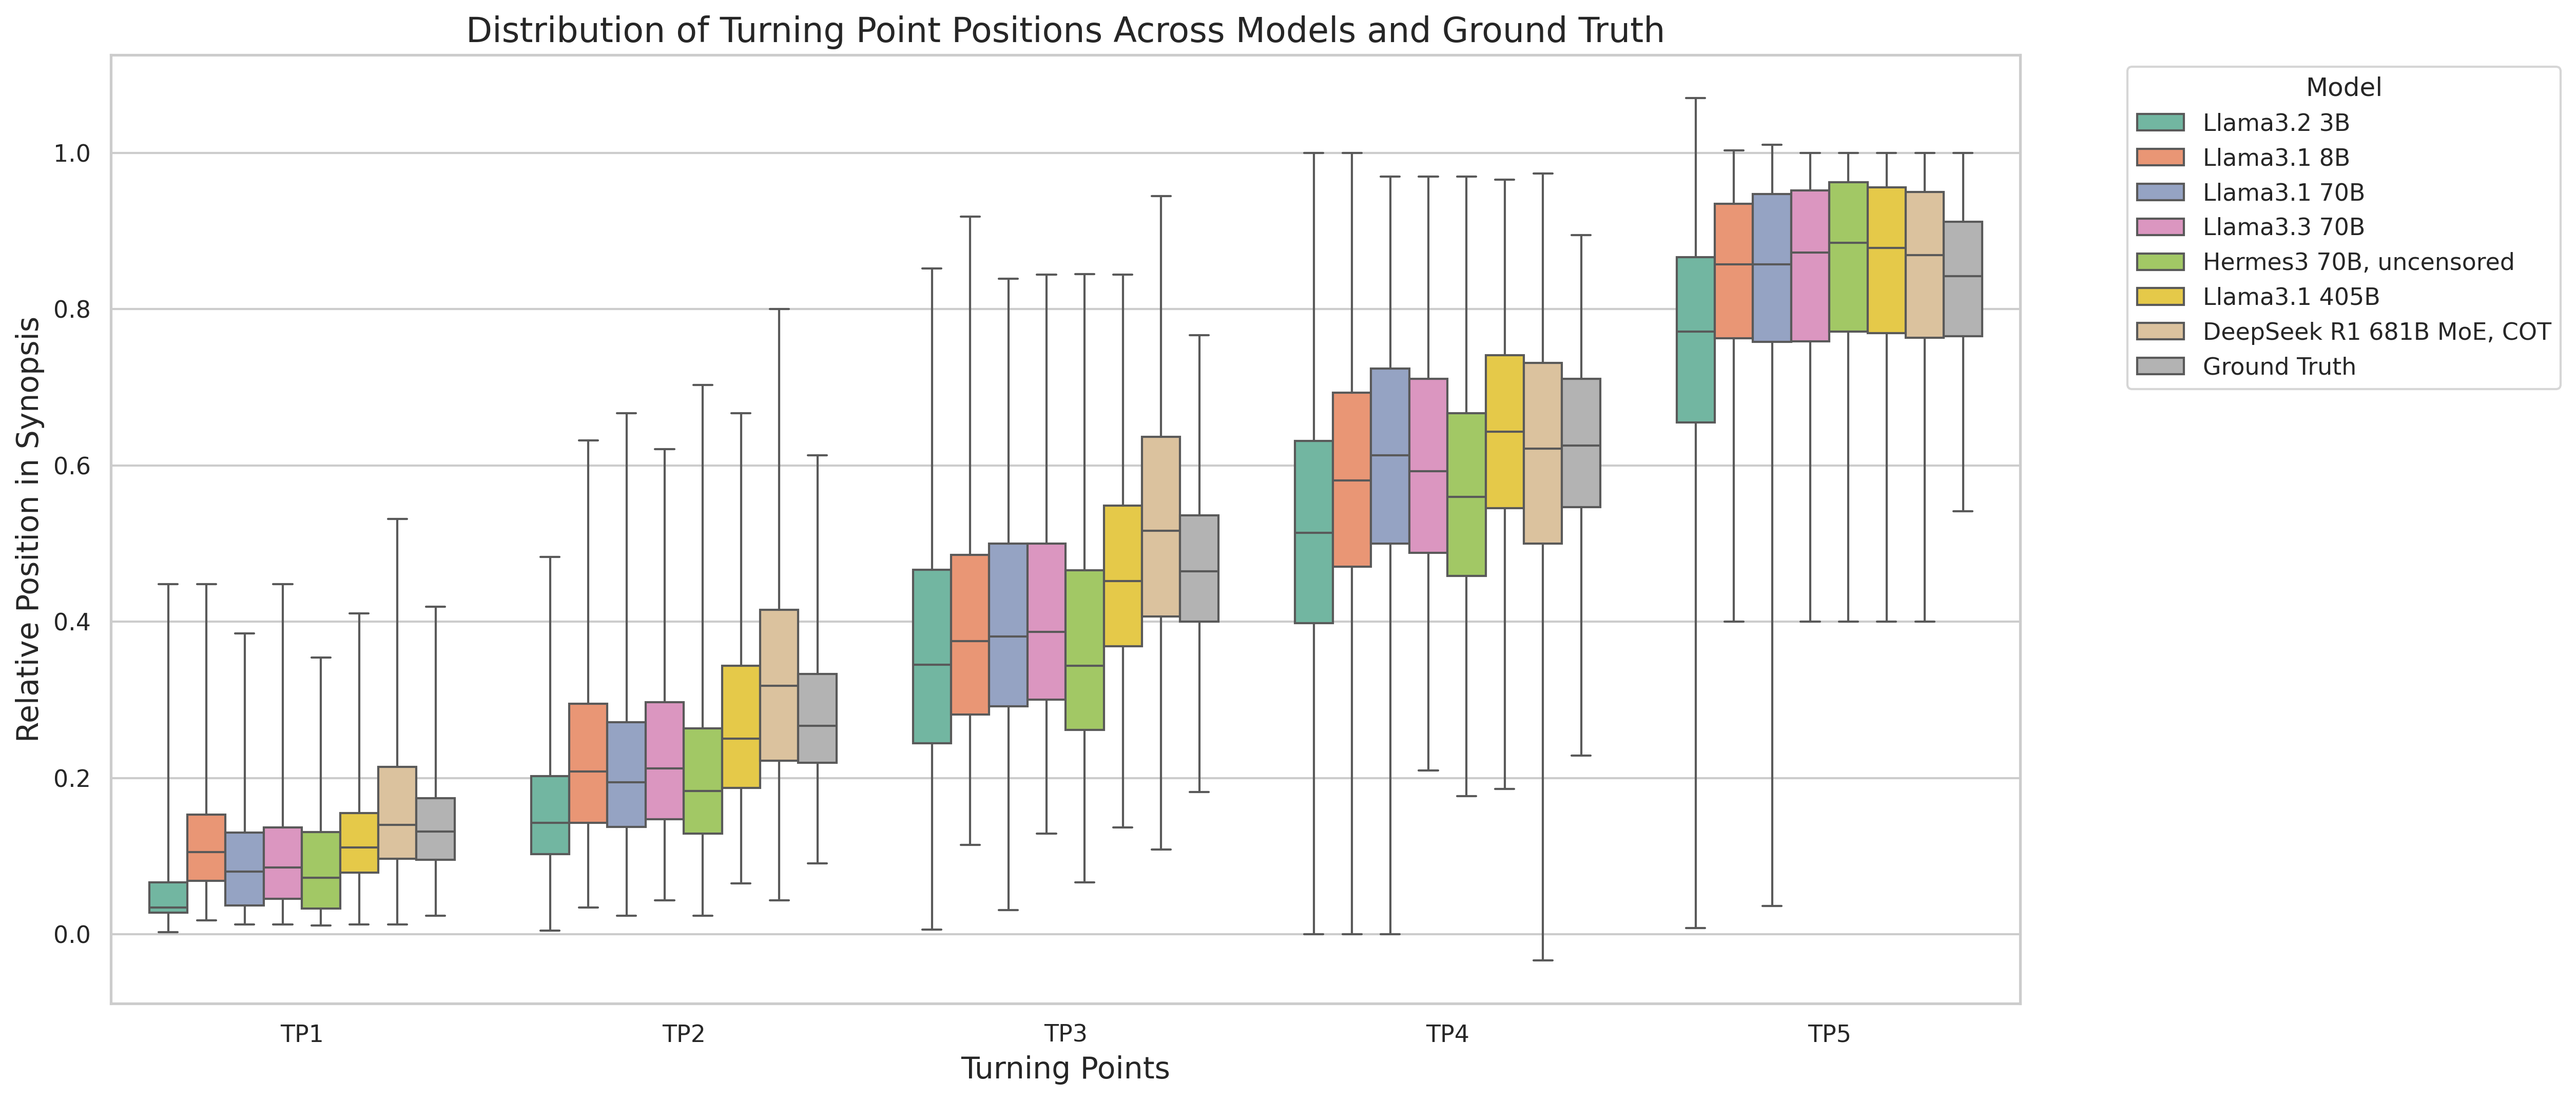 Distribution of Turning Point Positions Across Models and Ground Truth
Relative Position in Synopsis
1.0
0.8
0.6
0.4
0.2
0.0
TP1
TP2
TP3
TP4
TP5
Turning Points
Model
Llama3.2 3B
Llama3.1 8B
Llama3.1 70B
Llama3.3 70B
Hermes3 70B, uncensored
Llama3.1 405B
DeepSeek R1 681B MoE, COT
Ground Truth